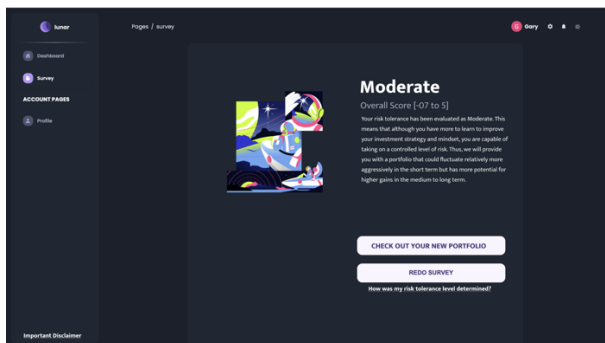 lunar
Pages / survey
G Gary
Dashboard
Survey
ACCOUNT PAGES
Profile
Moderate
Overall Score [-07 to 5]
Your risk tolerance has been evaluated as Moderate. This
means that although you have more to learn to improve
your investment strategy and mindset, you are capable of
taking on a controlled level of risk. Thus, we will provide
you with a portfolio that could fluctuate relatively more
aggressively in the short term but has more potential for
higher gains in the medium to long term.
CHECK OUT YOUR NEW PORTFOLIO
REDO SURVEY
How was my risk tolerance level determined?
Important Disclaimer